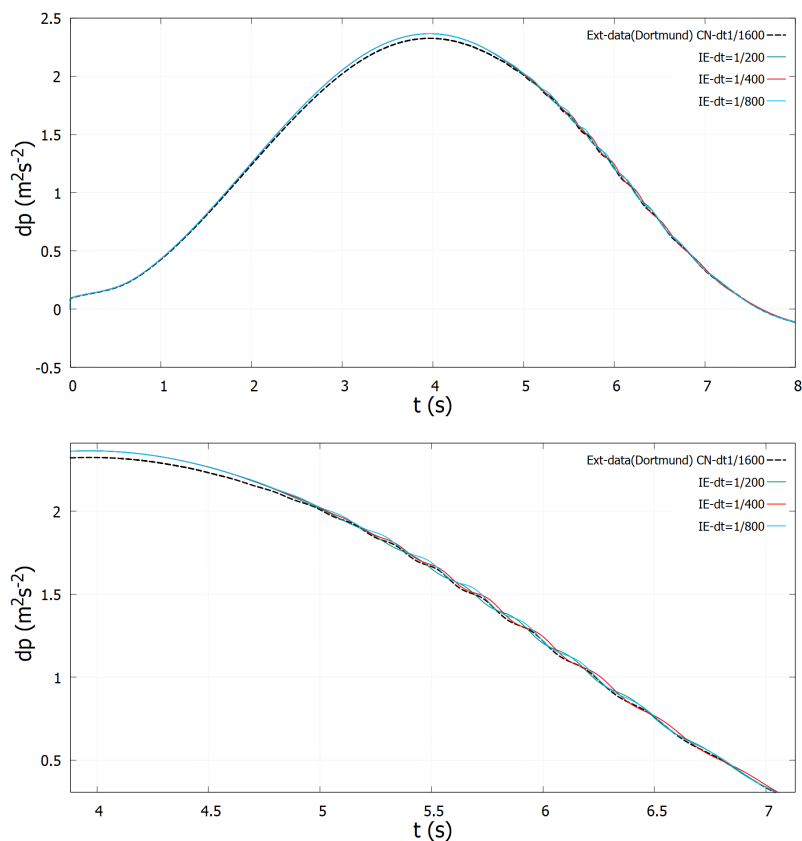 2.5
2
1.5
1
0.5
0
-0.5
dp (m²s⁻²)
Ext-data(Dortmund) CN-dt1/1600
IE-dt=1/200
IE-dt=1/400
IE-dt=1/800
0 1 2 3 4 5 6 7 8
t (s)
2
1.5
1
0.5
dp (m²s⁻²)
Ext-data(Dortmund) CN-dt1/1600
IE-dt=1/200
IE-dt=1/400
IE-dt=1/800
4 4.5 5 5.5 6 6.5 7
t (s)